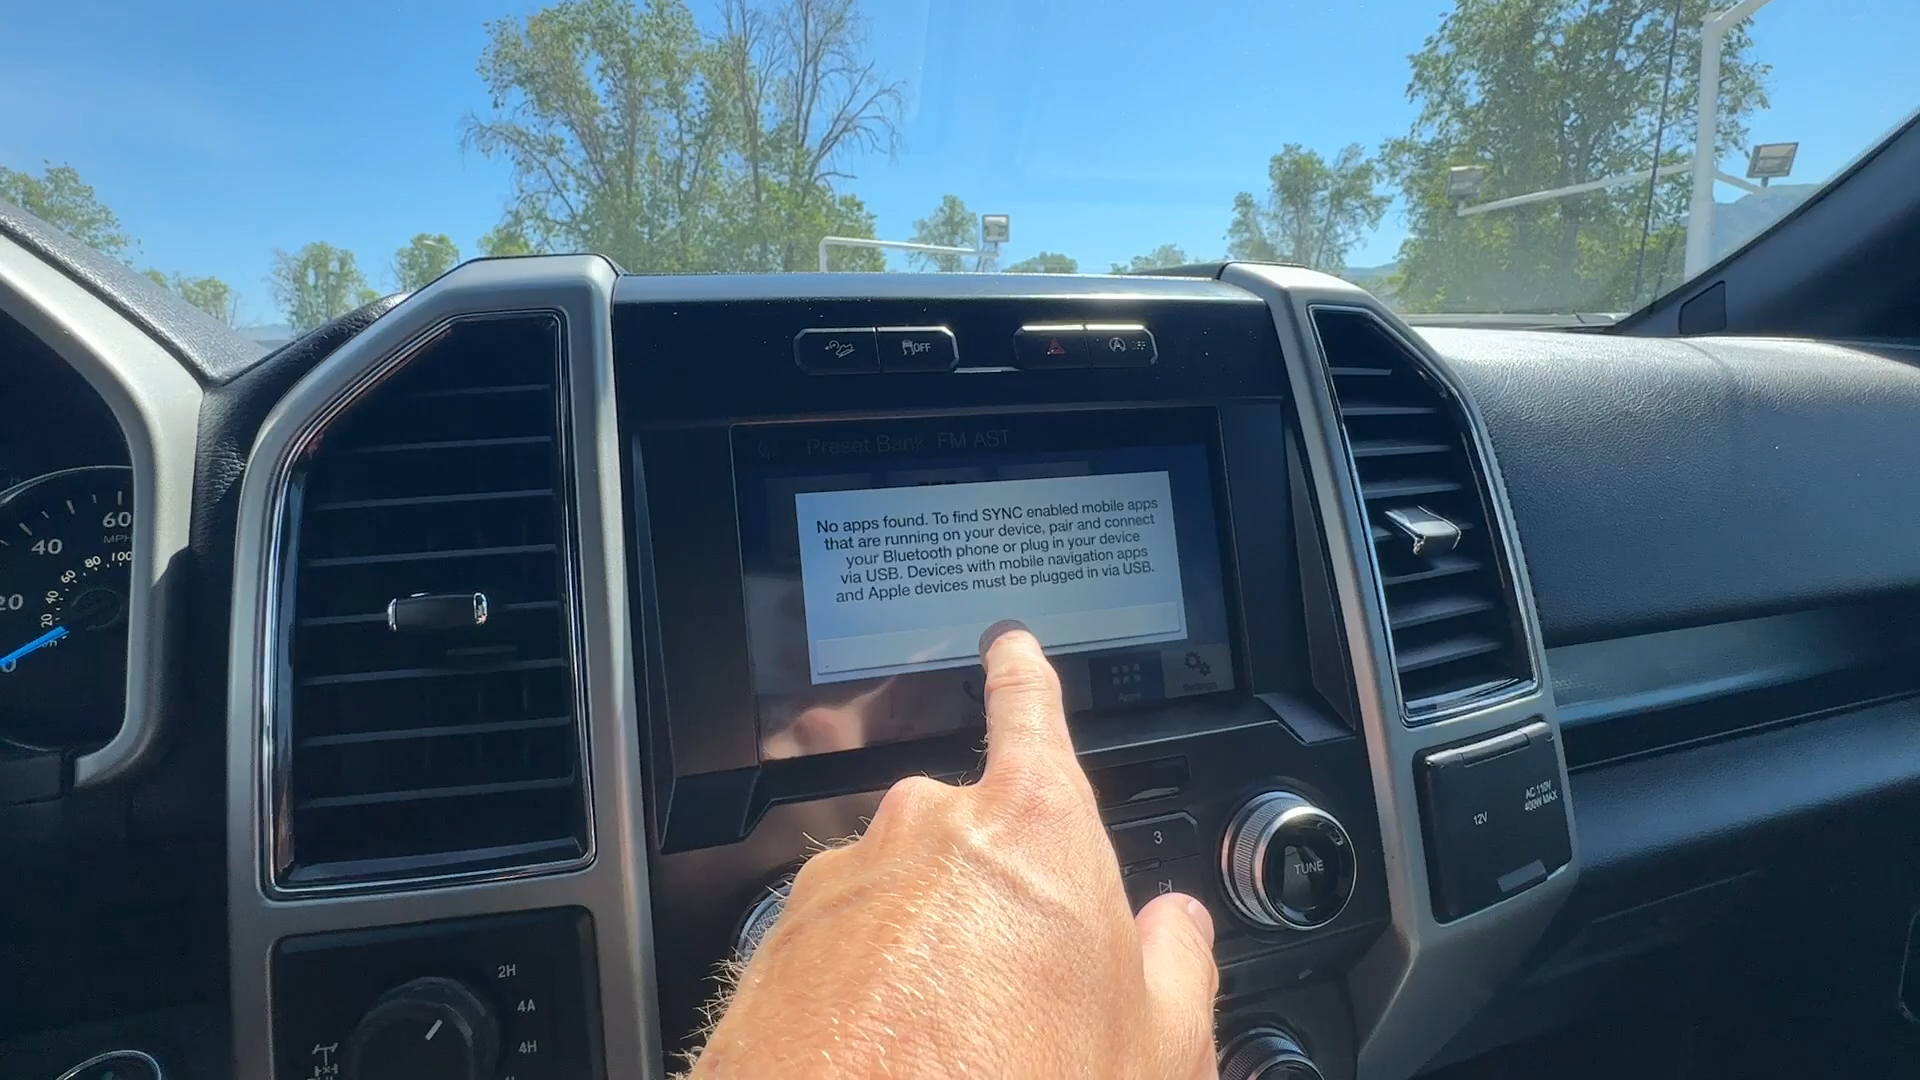 OFF
Preset Bank FM AST
No apps found. To find SYNC enabled mobile apps
that are running on your device, pair and connect
your Bluetooth phone or plug in your device
via USB. Devices with mobile navigation apps
and Apple devices must be plugged in via USB.
Apps
Settings
60
MPH
40
100
80
60
40
20
20
0
3
TUNE
12V
AC 110V
400W MAX
2H
4A
4H